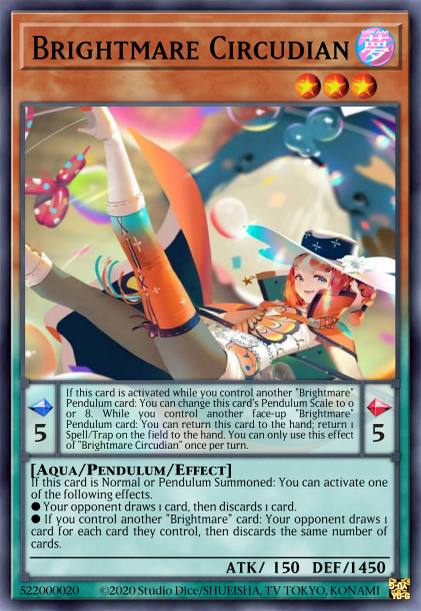 BRIGHTMARE CIRCUDIAN
DREAM
夢
If this card is activated while you control another "Brightmare"
Pendulum card: You can change this card's Pendulum Scale to 0
or 8. While you control another face-up "Brightmare"
Pendulum card: You can return this card to the hand; return 1
Spell/Trap on the field to the hand. You can only use this effect
of "Brightmare Circudian" once per turn.
5
5
[AQUA/PENDULUM/EFFECT]
If this card is Normal or Pendulum Summoned: You can activate one
of the following effects.
● Your opponent draws 1 card, then discards 1 card.
● If you control another "Brightmare" card: Your opponent draws 1
card for each card they control, then discards the same number of
cards.
ATK/ 150 DEF/1450
522000020 ©2020 Studio Dice/SHUEISHA, TV TOKYO, KONAMI